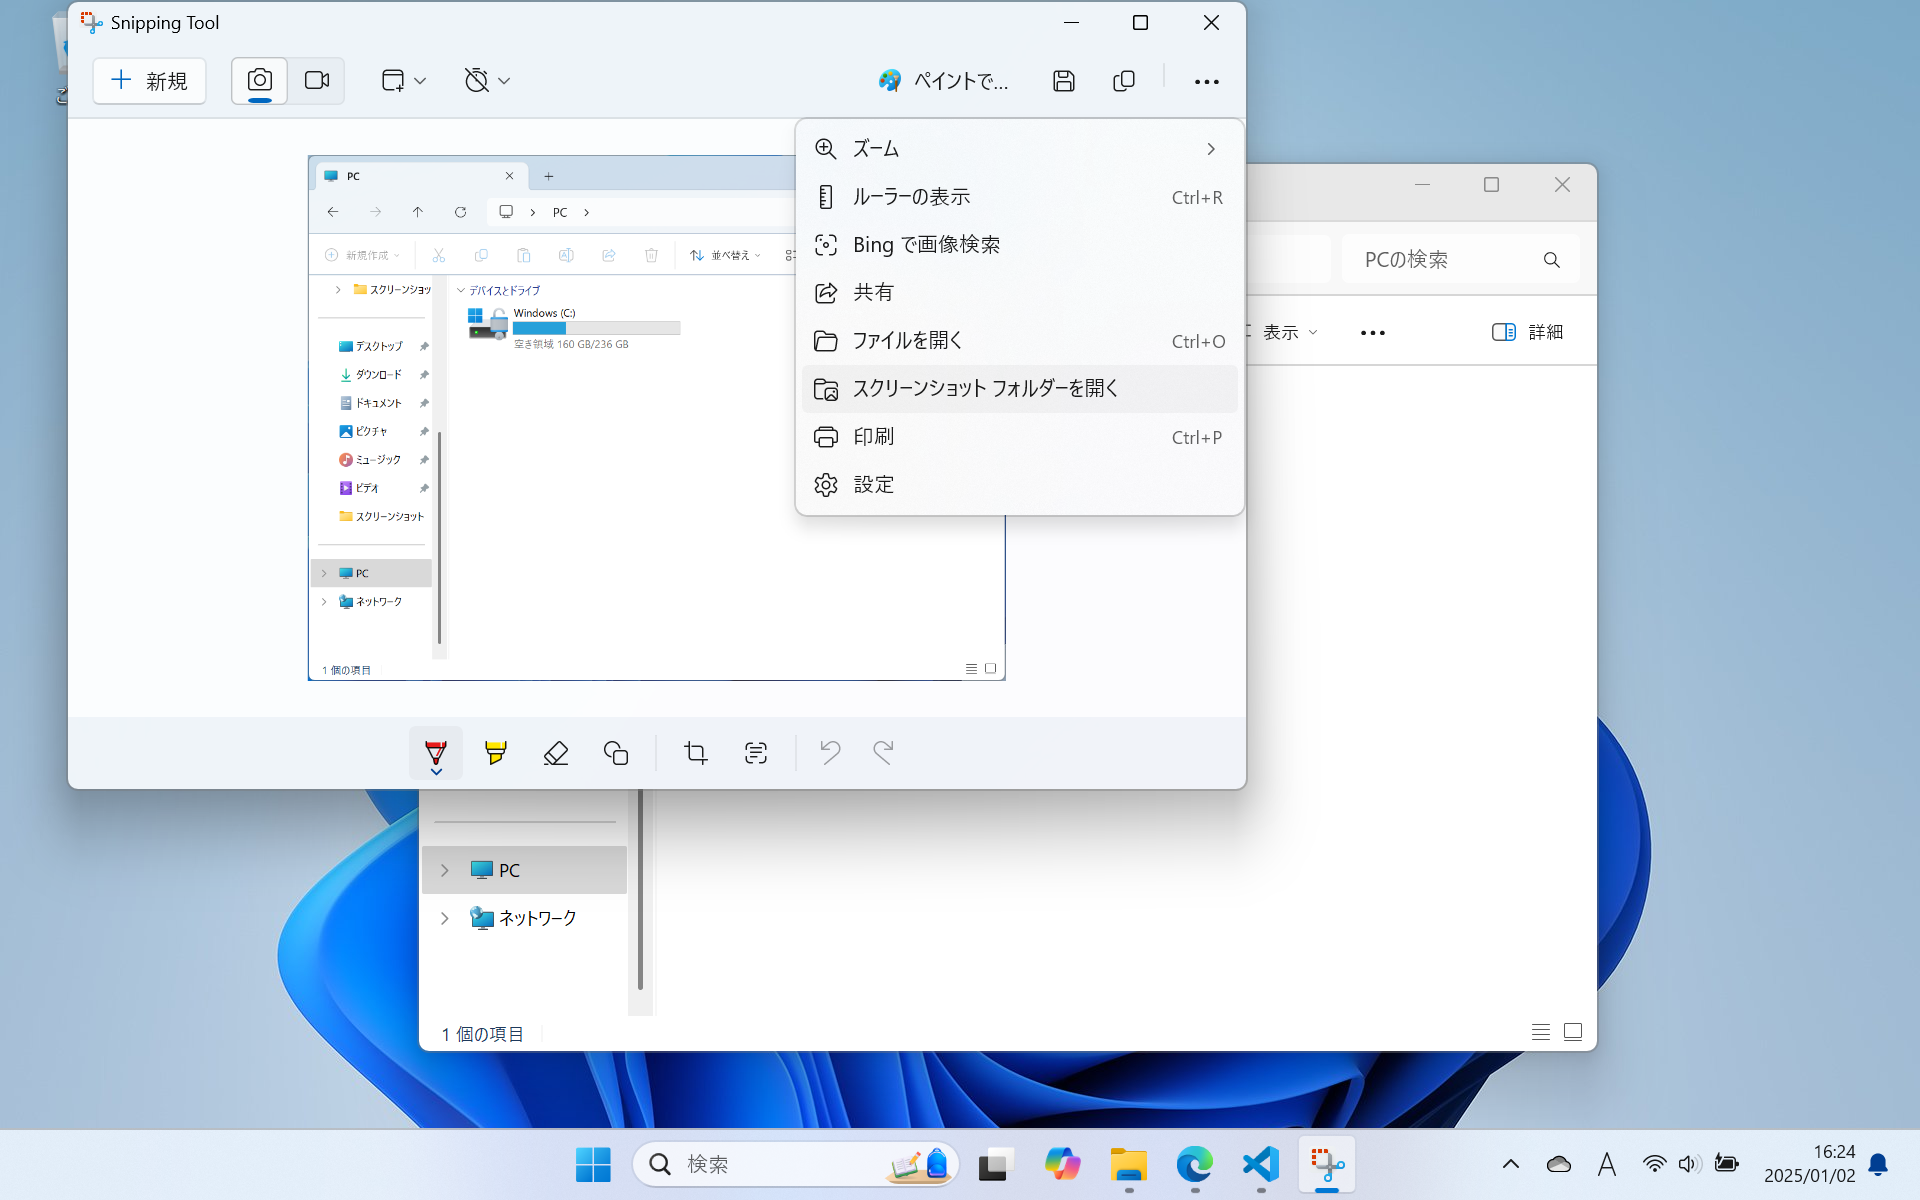 Snipping Tool
新規
ペイントで...
ズーム
ルーラーの表示 Ctrl+R
Bing で画像検索
共有
ファイルを開く Ctrl+O
スクリーンショット フォルダーを開く
印刷 Ctrl+P
設定
PC
PC
新規作成
並べ替え
スクリーンショッ
デスクトップ
ダウンロード
ドキュメント
ピクチャ
ミュージック
ビデオ
スクリーンショット
PC
ネットワーク
デバイスとドライブ
Windows (C:)
空き領域 160 GB/236 GB
1 個の項目
PCの検索
表示
詳細
PC
ネットワーク
1 個の項目
検索
A
16:24
2025/01/02